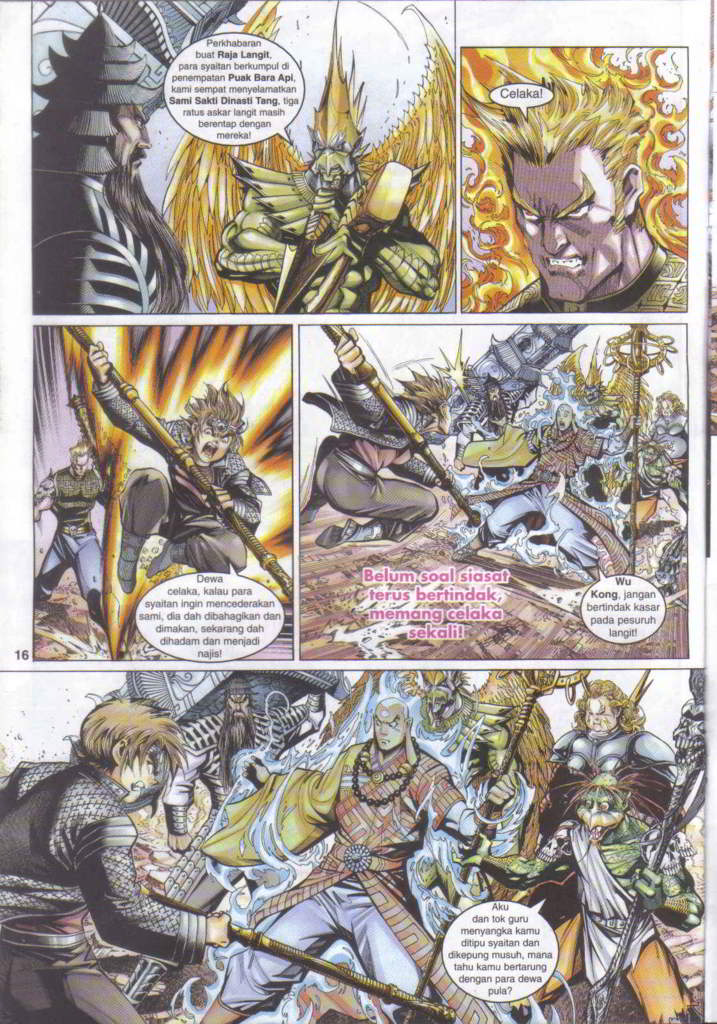 Perkhabaran
buat Raja Langit,
para syaitan berkumpul di
penempatan Puak Bara Api,
kami sempat menyelamatkan
Sami Sakti Dinasti Tang, tiga
ratus askar langit masih
berentap dengan
mereka!
Celaka!
Dewa
celaka, kalau para
syaitan ingin mencederakan
sami, dia dah dibahagikan dan
dimakan, sekarang dah
dihadam dan menjadi
najis!
Belum soal siasat
terus bertindak,
memang celaka
sekali!
Wu
Kong, jangan
bertindak kasar
pada pesuruh
langit!
16
Aku
dan tok guru
menyangka kamu
ditipu syaitan dan
dikepung musuh, mana
tahu kamu bertarung
dengan para dewa
pula?